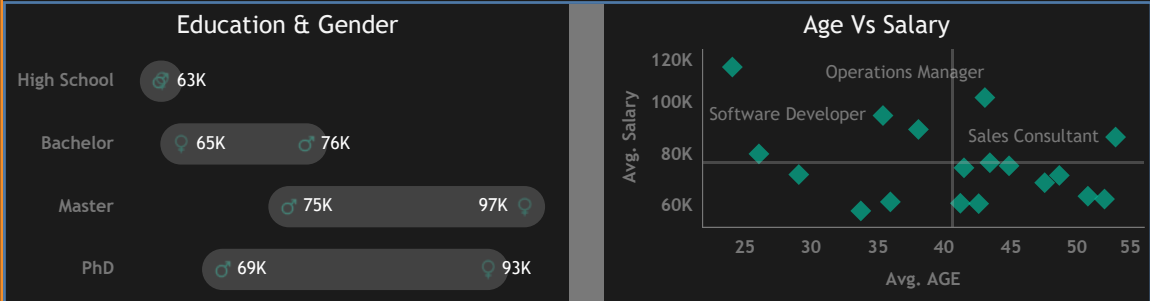 Education & Gender
High School 63K
Bachelor 65K 76K
Master 75K 97K
PhD 69K 93K
Age Vs Salary
Avg. Salary
120K
100K
80K
60K
Operations Manager
Software Developer
Sales Consultant
25 30 35 40 45 50 55
Avg. AGE